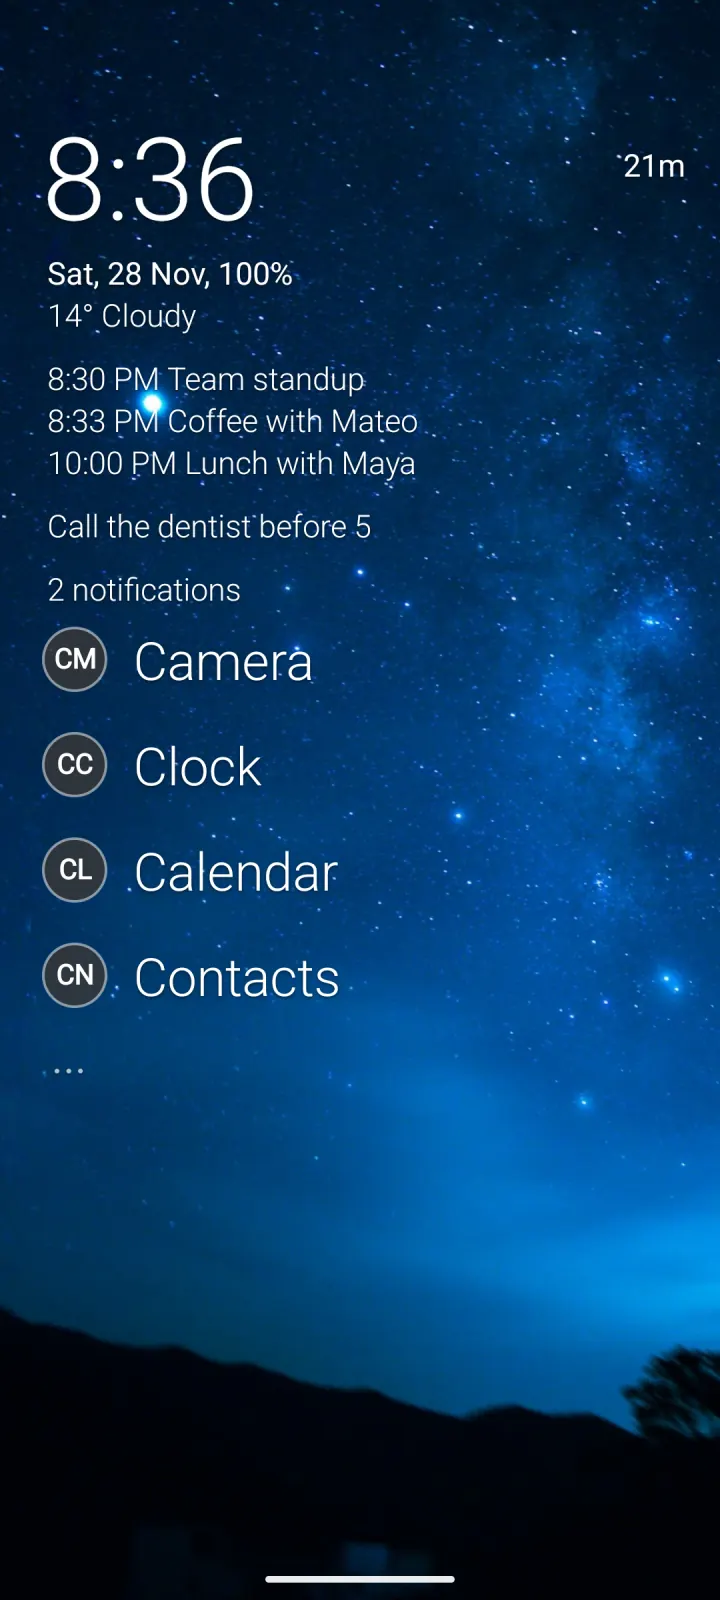 8:36
21m
Sat, 28 Nov, 100%
14° Cloudy
8:30 PM Team standup
8:33 PM Coffee with Mateo
10:00 PM Lunch with Maya
Call the dentist before 5
2 notifications
CM Camera
CC Clock
CL Calendar
CN Contacts
...